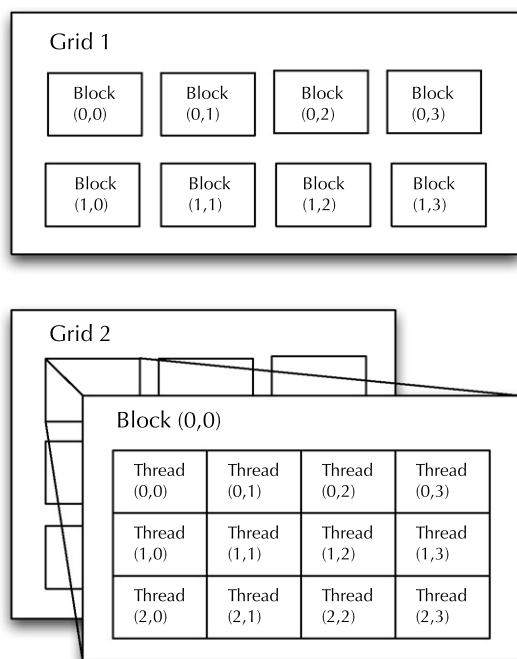 Grid 1
Block Block Block Block
(0,0) (0,1) (0,2) (0,3)
Block Block Block Block
(1,0) (1,1) (1,2) (1,3)
Grid 2
Block (0,0)
Thread Thread Thread Thread
(0,0) (0,1) (0,2) (0,3)
Thread Thread Thread Thread
(1,0) (1,1) (1,2) (1,3)
Thread Thread Thread Thread
(2,0) (2,1) (2,2) (2,3)